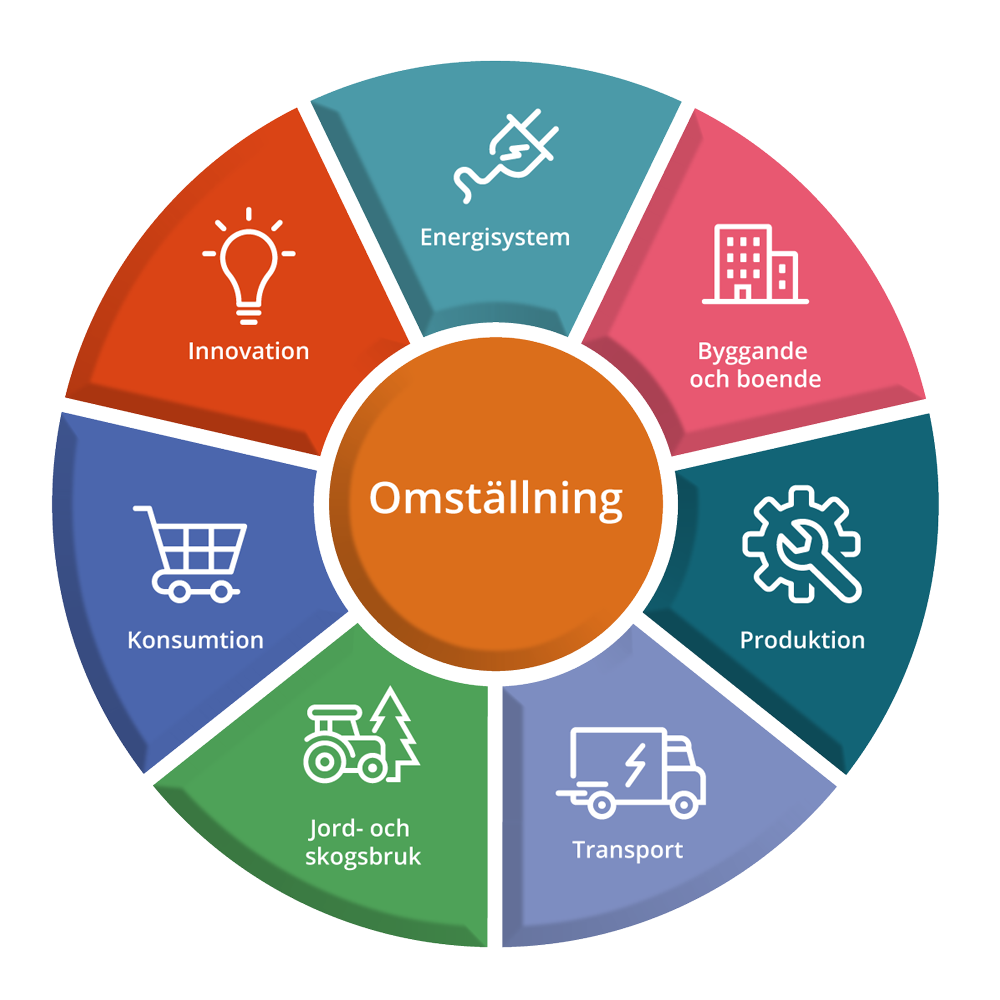 Energisystem
Byggande
och boende
Produktion
Transport
Jord- och
skogsbruk
Konsumtion
Innovation
Omställning